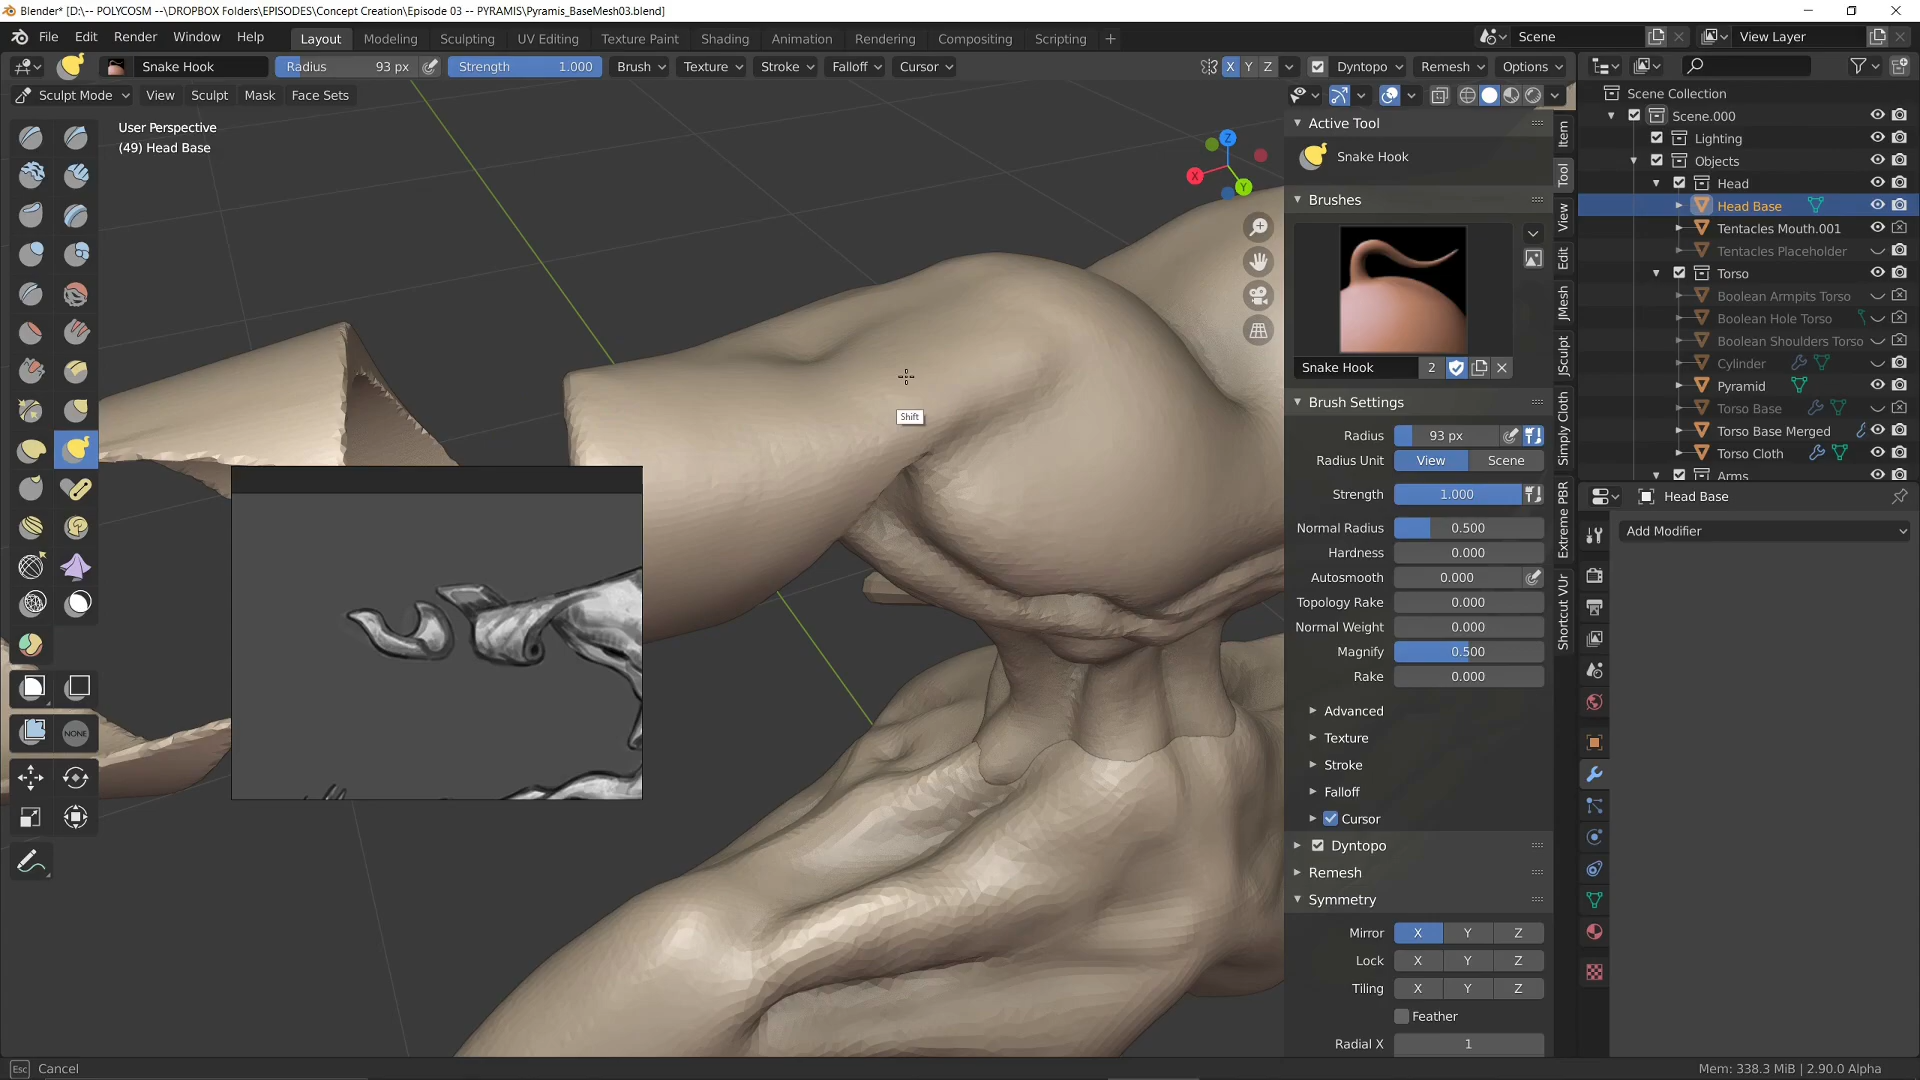 Blender* [D:\-- POLYCOSM --\DROPBOX Folders\EPISODES\Concept Creation\Episode 03 -- PYRAMIS\Pyramis_BaseMesh03.blend]
File Edit Render Window Help Layout Modeling Sculpting UV Editing Texture Paint Shading Animation Rendering Compositing Scripting + Scene View Layer
Snake Hook Radius 93 px Strength 1.000 Brush Texture Stroke Falloff Cursor X Y Z Dyntopo Remesh Options
Sculpt Mode View Sculpt Mask Face Sets
User Perspective
(49) Head Base
Z
X
Y
Shift
NONE
Active Tool
Snake Hook
Brushes
Snake Hook 2
Brush Settings
Radius 93 px
Radius Unit View Scene
Strength 1.000
Normal Radius 0.500
Hardness 0.000
Autosmooth 0.000
Topology Rake 0.000
Normal Weight 0.000
Magnify 0.500
Rake 0.000
Advanced
Texture
Stroke
Falloff
Cursor
Dyntopo
Remesh
Symmetry
Mirror X Y Z
Lock X Y Z
Tiling X Y Z
Feather
Radial X 1
Item
Tool
View
Edit
JMesh
JSculpt
Simply Cloth
Extreme PBR
Shortcut VUr
Scene Collection
Scene.000
Lighting
Objects
Head
Head Base
Tentacles Mouth.001
Tentacles Placeholder
Torso
Boolean Armpits Torso
Boolean Hole Torso
Boolean Shoulders Torso
Cylinder
Pyramid
Torso Base
Torso Base Merged
Torso Cloth
Arms
Head Base
Add Modifier
Esc Cancel
Mem: 338.3 MiB | 2.90.0 Alpha